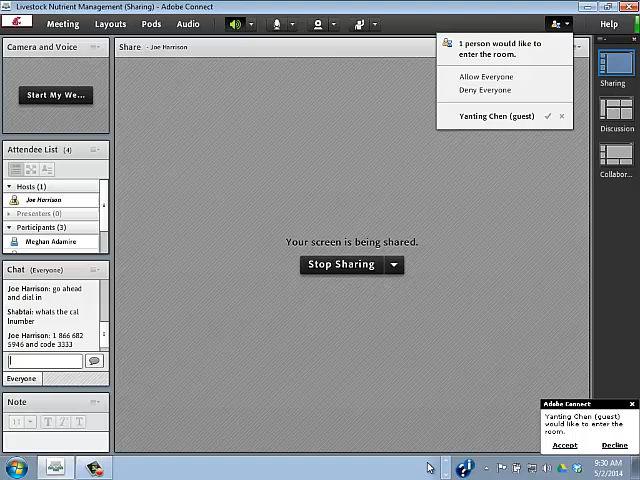 Livestock Nutrient Management (Sharing) - Adobe Connect
Meeting Layouts Pods Audio Help
Camera and Voice
Start My We...
Share - Joe Harrison
1 person would like to
enter the room.
Allow Everyone
Deny Everyone
Yanting Chen (guest)
Sharing
Discussion
Collabor...
Attendee List (4)
Hosts (1)
Joe Harrison
Presenters (0)
Participants (3)
Meghan Adamire
Your screen is being shared.
Stop Sharing
Chat (Everyone)
Joe Harrison: go ahead
and dial in
Shabtai: whats the cal
lnumber
Joe Harrison: 1 866 682
5946 and code 3333
Everyone
Note
11 T T T
Adobe Connect
Yanting Chen (guest)
would like to enter the
room.
Accept Decline
9:30 AM
5/2/2014